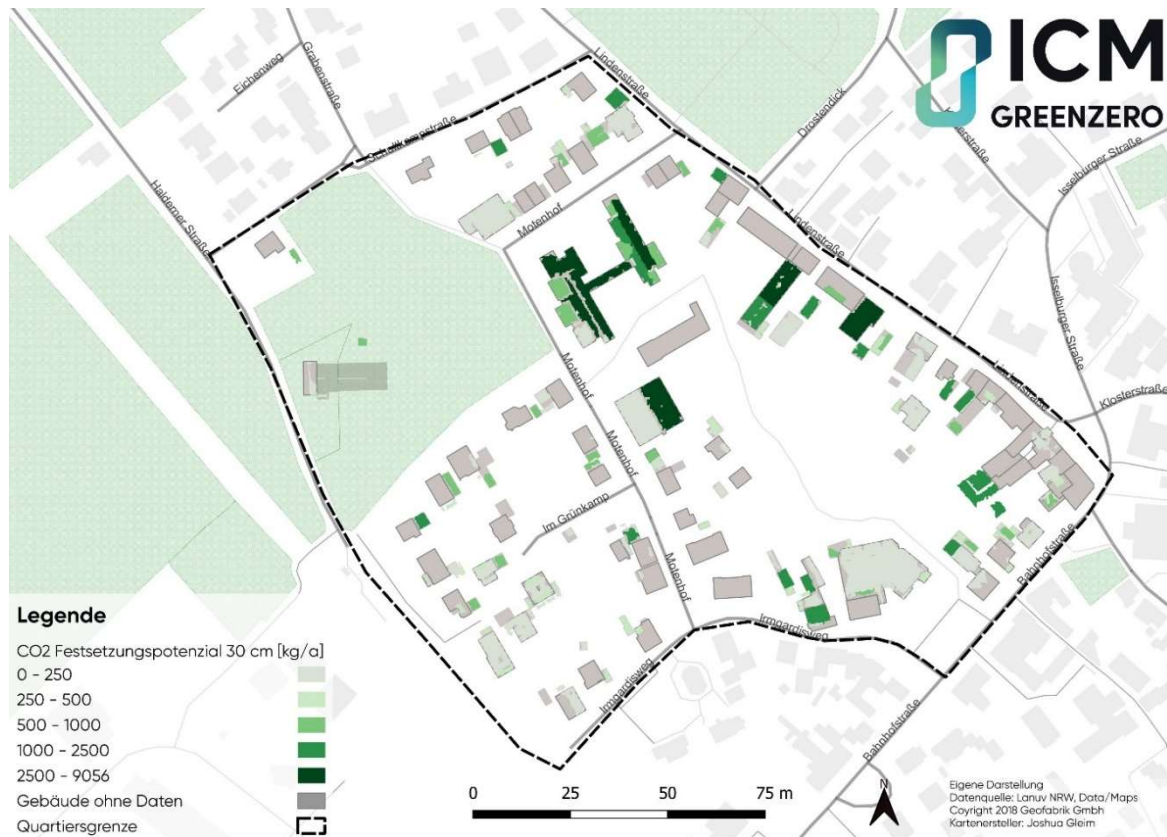 ICM
GREENZERO
Eichenweg
Grabenstraße
Lindenstraße
Drostendick
Isselburger Straße
Haldemer Straße
Motenhof
Lindenstraße
Isselburger Straße
Lindenstraße
Klosterstraße
Motenhof
Motenhof
Im Grünkamp
Motenhof
Bahnhofstraße
Irmgardisweg
Irmgardisweg
Bahnhofstraße
Legende
CO2 Festsetzungspotenzial 30 cm [kg/a]
0 - 250
250 - 500
500 - 1000
1000 - 2500
2500 - 9056
Gebäude ohne Daten
Quartiersgrenze
0 25 50 75 m
N
Eigene Darstellung
Datenquelle: Lanuv NRW, Data/Maps
Copyright 2018 Geofabrik Gmbh
Kartenersteller: Joshua Gleim